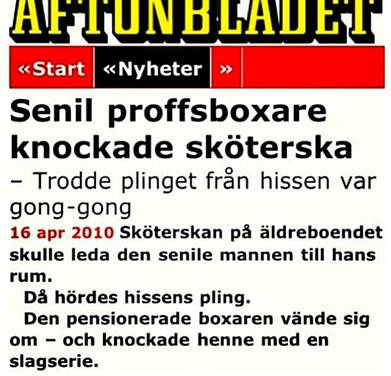 AFTONBLADET
«Start «Nyheter »
Senil proffsboxare
knockade sköterska
– Trodde plinget från hissen var
gong-gong
16 apr 2010 Sköterskan på äldreboendet
skulle leda den senile mannen till hans
rum.
Då hördes hissens pling.
Den pensionerade boxaren vände sig
om – och knockade henne med en
slagserie.